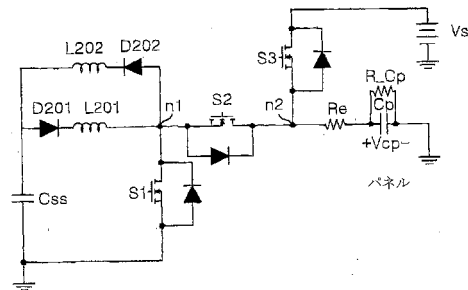 L202 D202
D201 L201
Css
n1
S1
S2
n2
S3
Vs
Re
R_Cp
Cp
+Vcp-
パネル